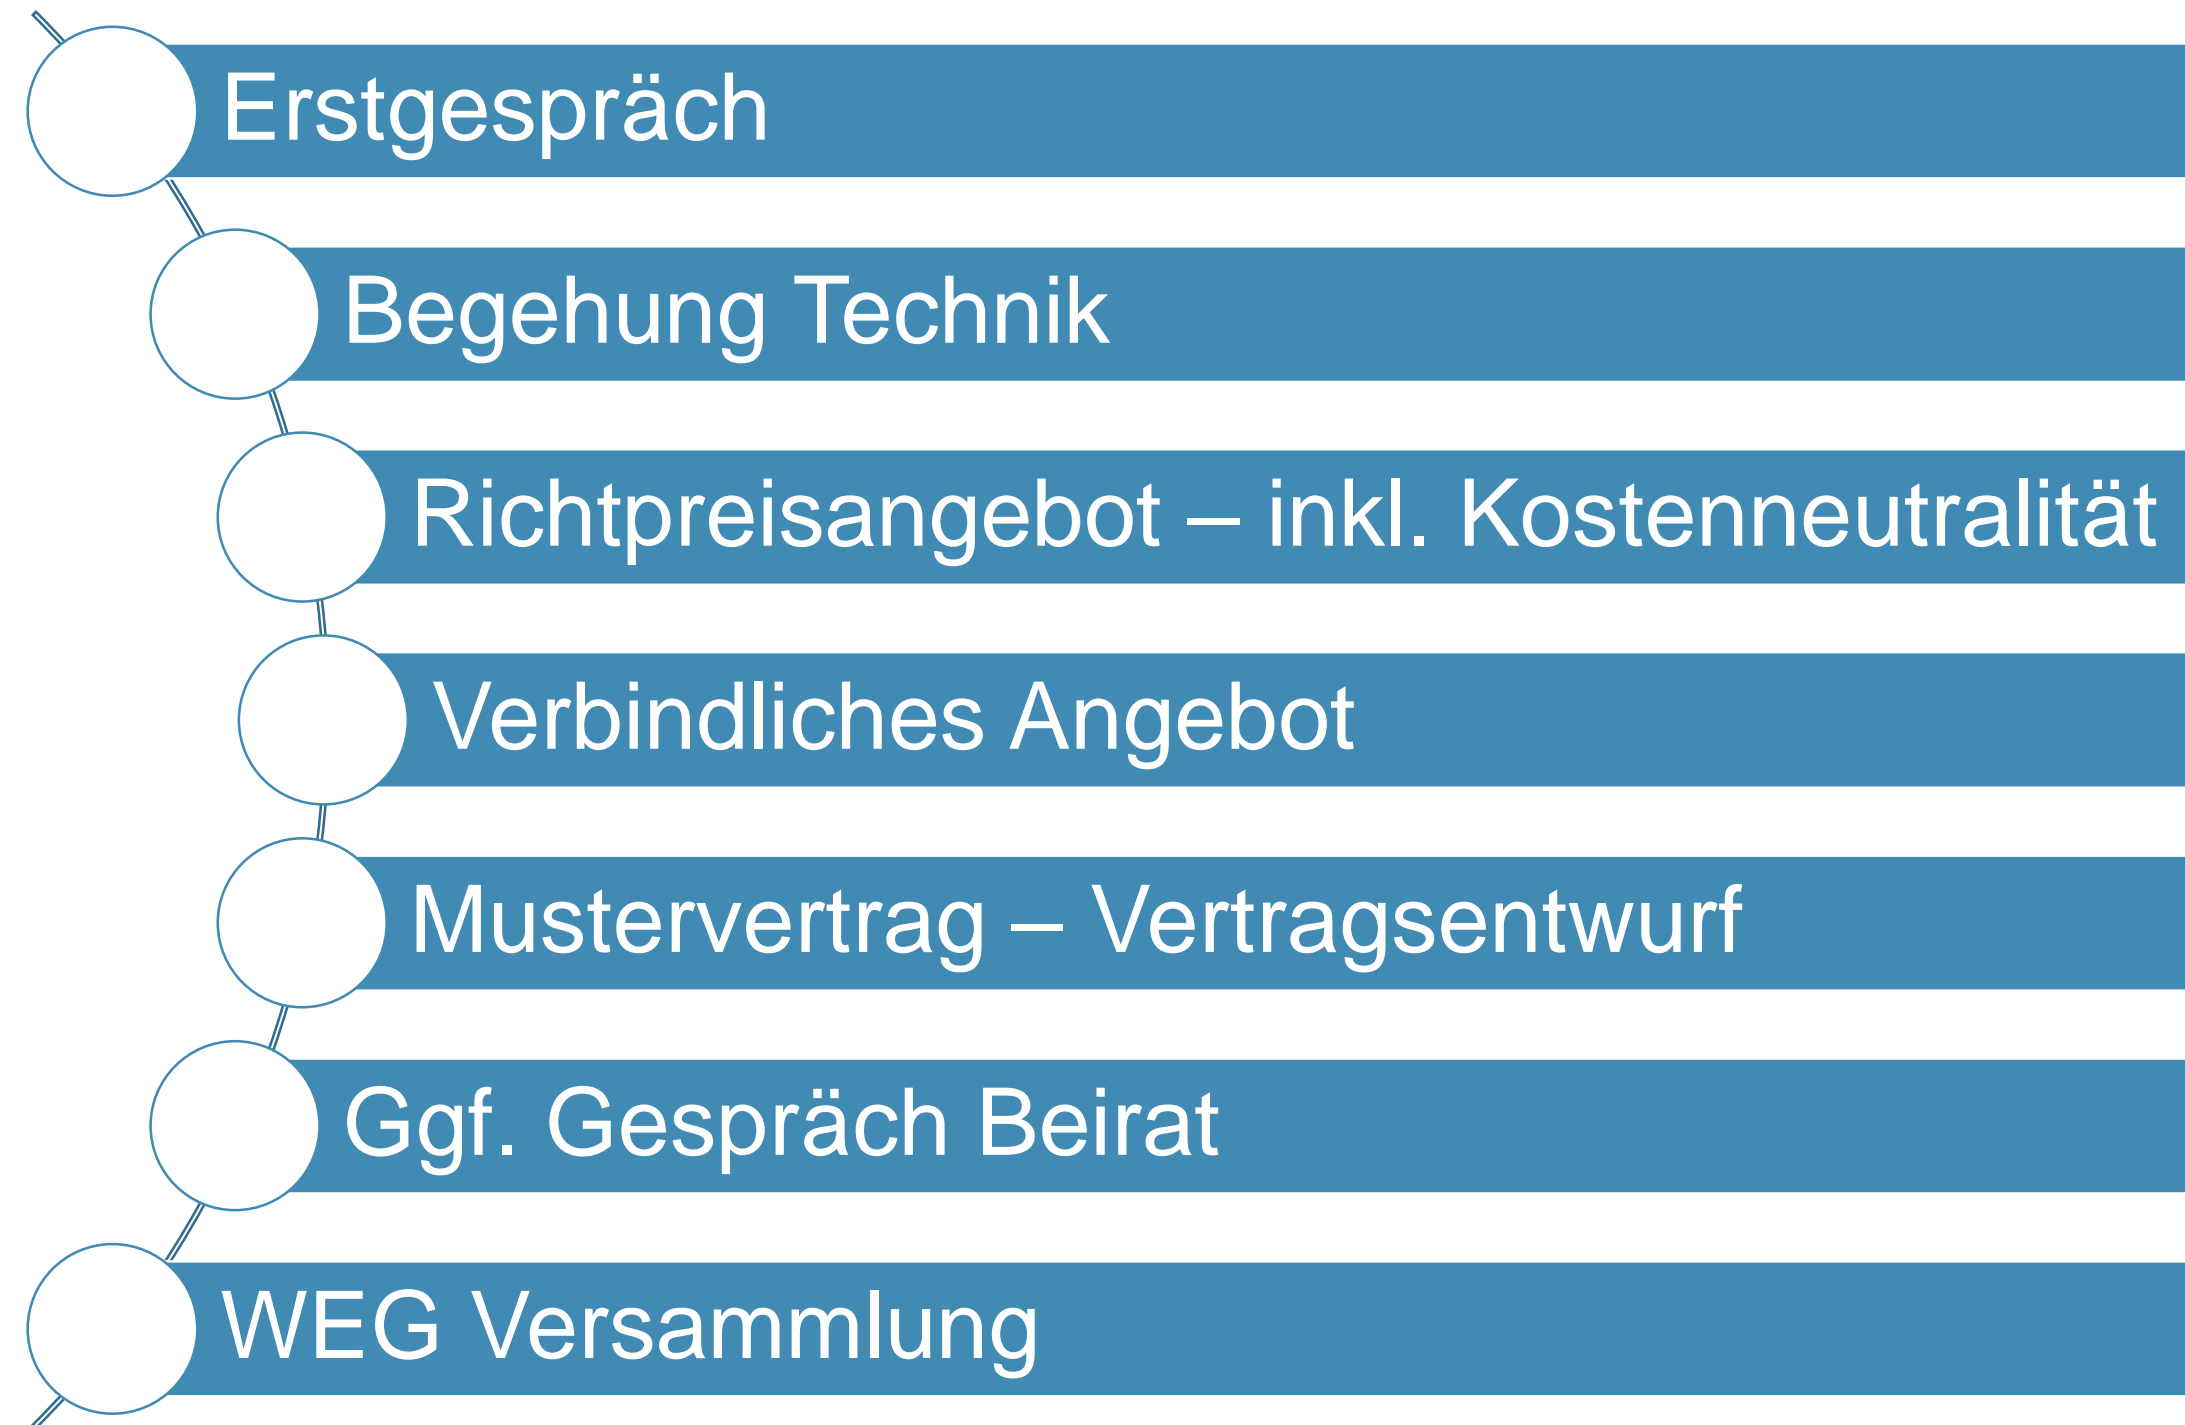 Erstgespräch
Begehung Technik
Richtpreisangebot – inkl. Kostenneutralität
Verbindliches Angebot
Mustervertrag – Vertragsentwurf
Ggf. Gespräch Beirat
WEG Versammlung